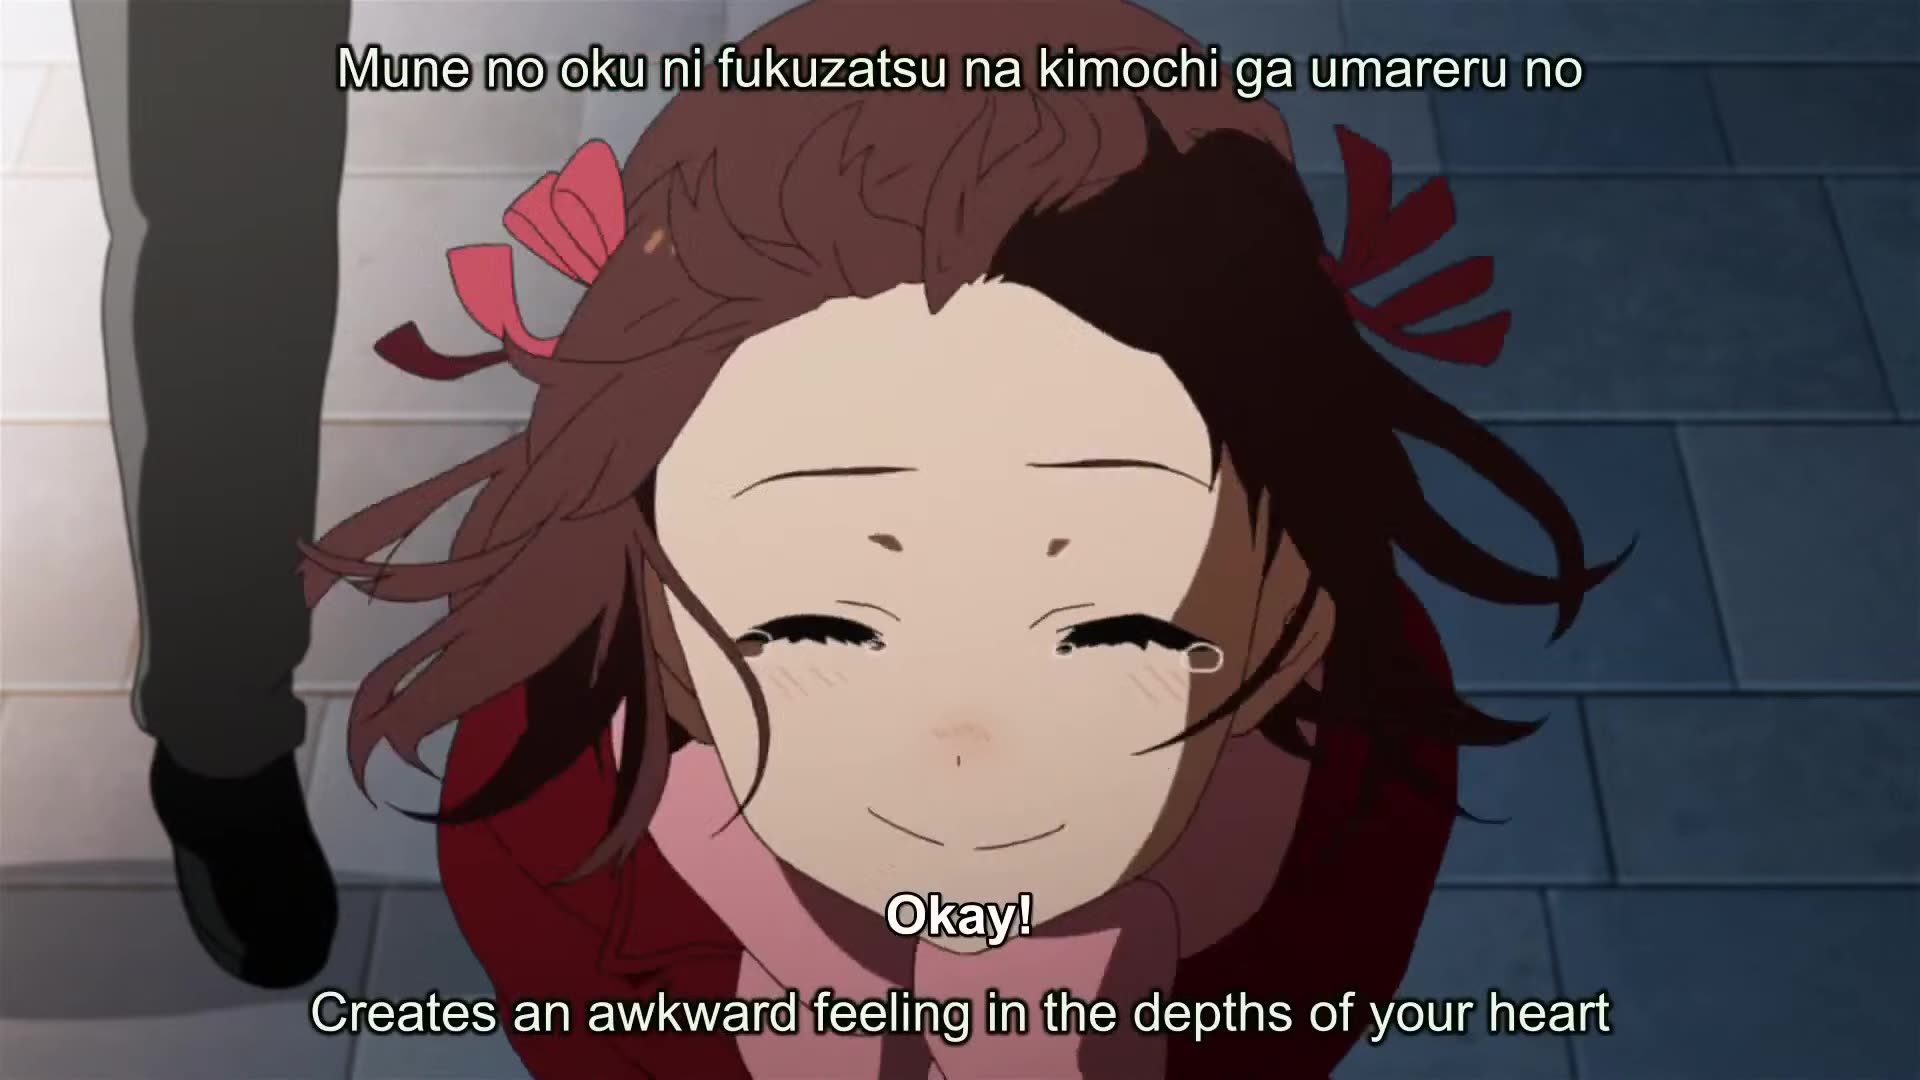 Mune no oku ni fukuzatsu na kimochi ga umareru no
Okay!
Creates an awkward feeling in the depths of your heart